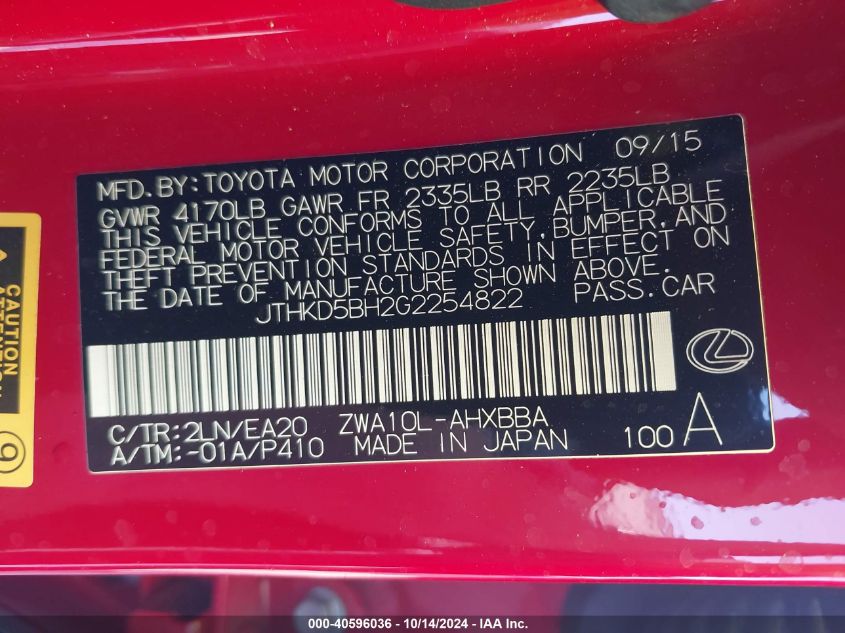 MFD. BY: TOYOTA MOTOR CORPORATION 09/15
GVWR 4170LB GAWR FR 2335LB RR 2235LB
THIS VEHICLE CONFORMS TO ALL APPLICABLE
FEDERAL MOTOR VEHICLE SAFETY, BUMPER, AND
THEFT PREVENTION STANDARDS IN EFFECT ON
THE DATE OF MANUFACTURE SHOWN ABOVE.
JTHKD5BH2G2254822 PASS. CAR
C/TR: 2LN/EA20 ZWA10L-AHXBBA
A/TM: -01A/P410 MADE IN JAPAN 100 A
CAUTION
ATTENTION
9
000-40596036 / 10/14/2024 - IAA Inc.